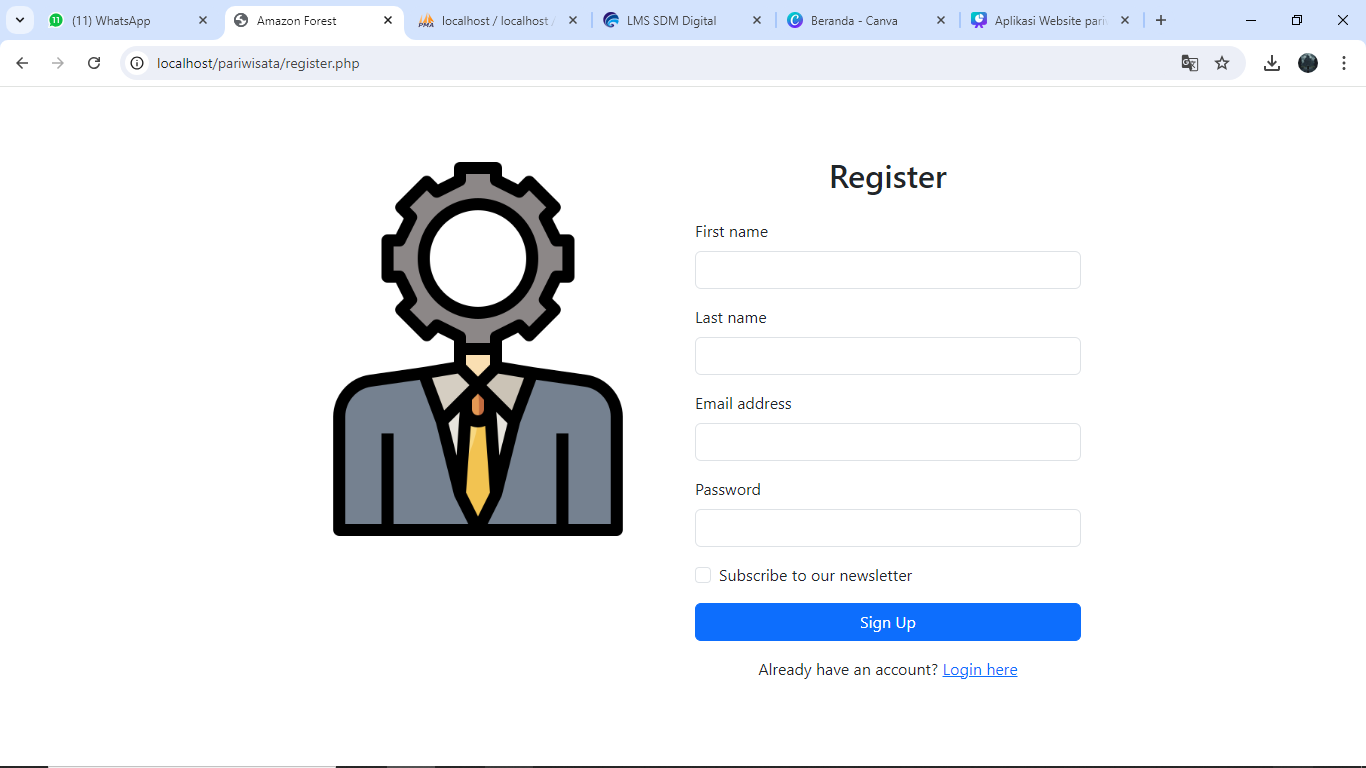 (11) WhatsApp
Amazon Forest
localhost / localhost /
LMS SDM Digital
Beranda - Canva
Aplikasi Website pari
localhost/pariwisata/register.php
Register
First name
Last name
Email address
Password
Subscribe to our newsletter
Sign Up
Already have an account? Login here